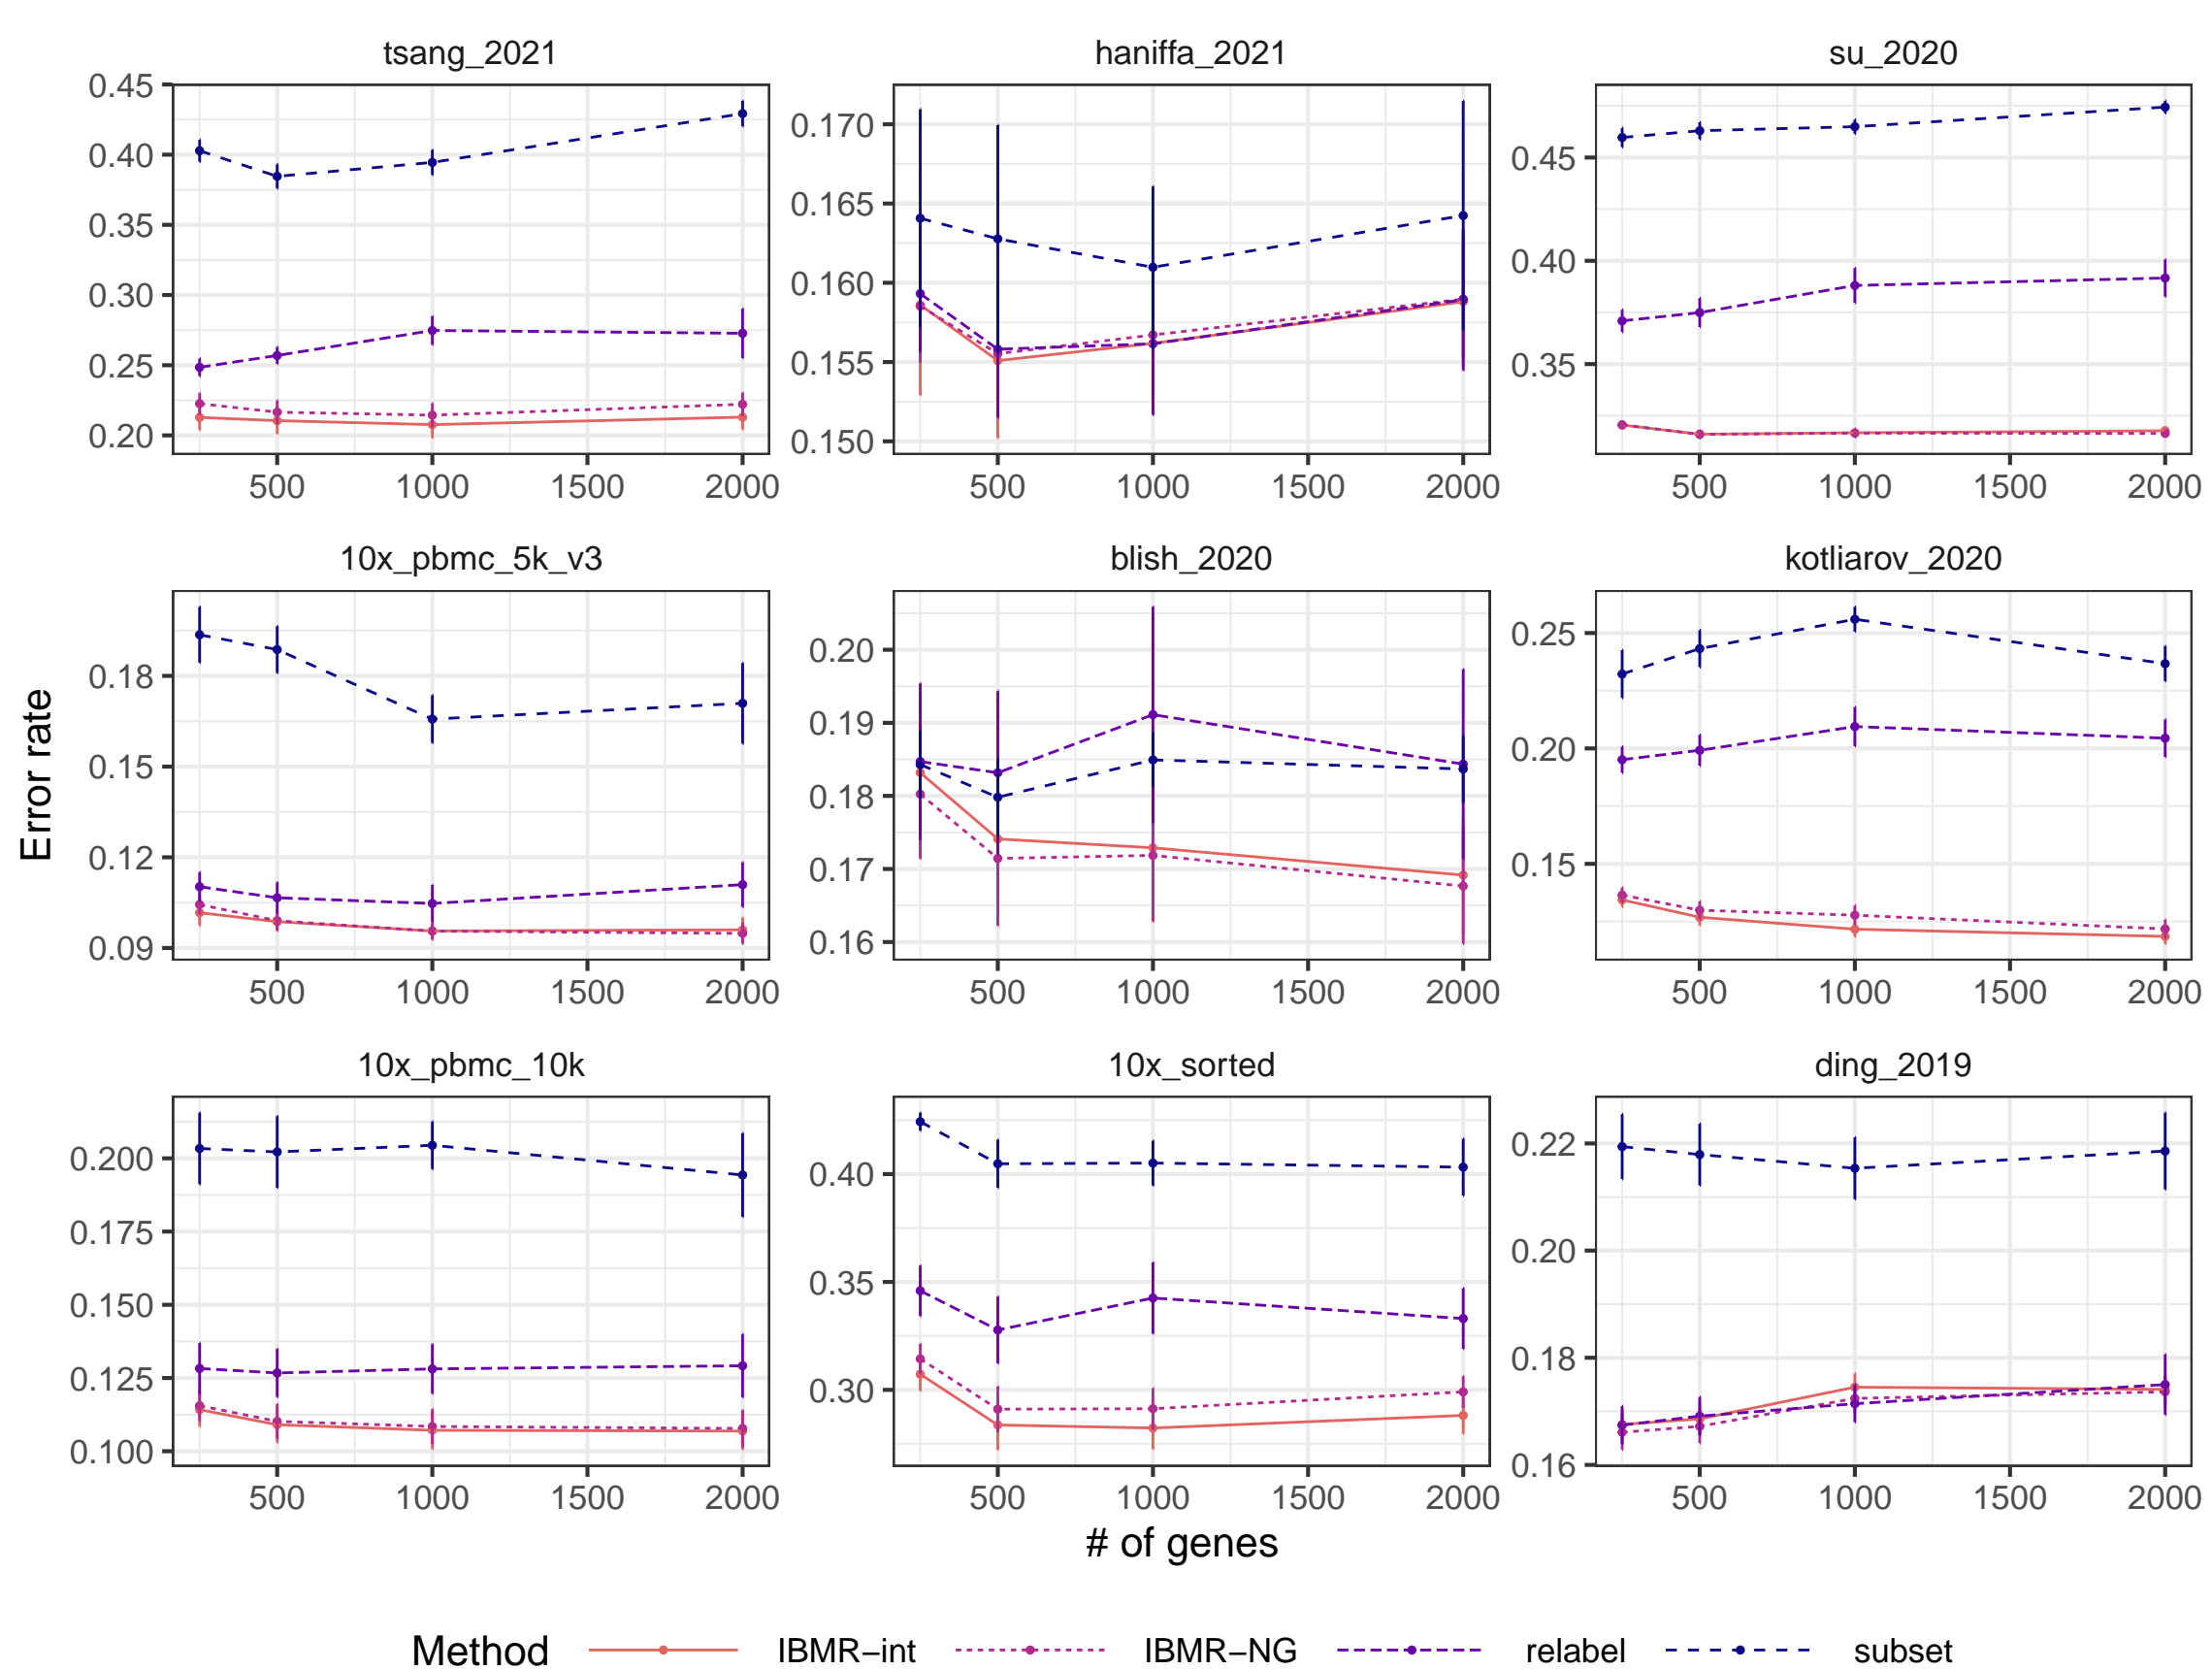 tsang_2021
haniffa_2021
su_2020
0.45
0.40
0.35
0.30
0.25
0.20
0.170
0.165
0.160
0.155
0.150
0.45
0.40
0.35
500 1000 1500 2000
500 1000 1500 2000
500 1000 1500 2000
10x_pbmc_5k_v3
blish_2020
kotliarov_2020
Error rate
0.18
0.15
0.12
0.09
0.20
0.19
0.18
0.17
0.16
0.25
0.20
0.15
500 1000 1500 2000
500 1000 1500 2000
500 1000 1500 2000
10x_pbmc_10k
10x_sorted
ding_2019
0.200
0.175
0.150
0.125
0.100
0.40
0.35
0.30
0.22
0.20
0.18
0.16
500 1000 1500 2000
500 1000 1500 2000
500 1000 1500 2000
# of genes
Method IBMR−int IBMR−NG relabel subset